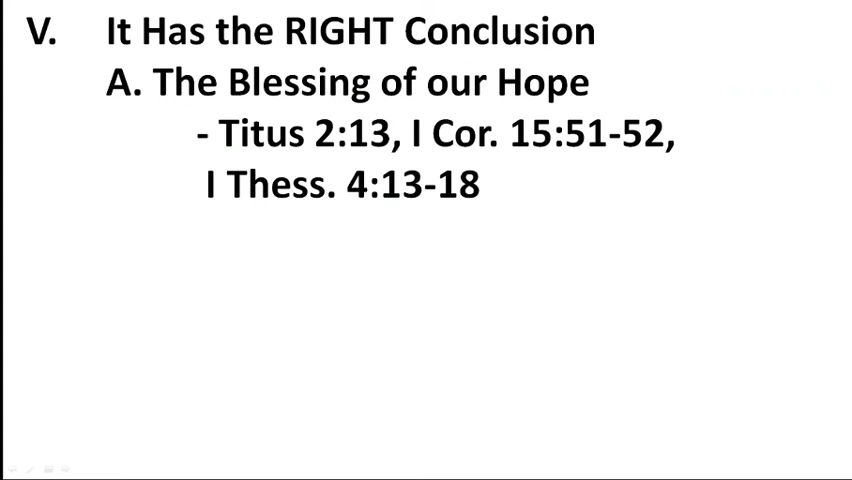 V. It Has the RIGHT Conclusion
A. The Blessing of our Hope
- Titus 2:13, I Cor. 15:51-52,
I Thess. 4:13-18